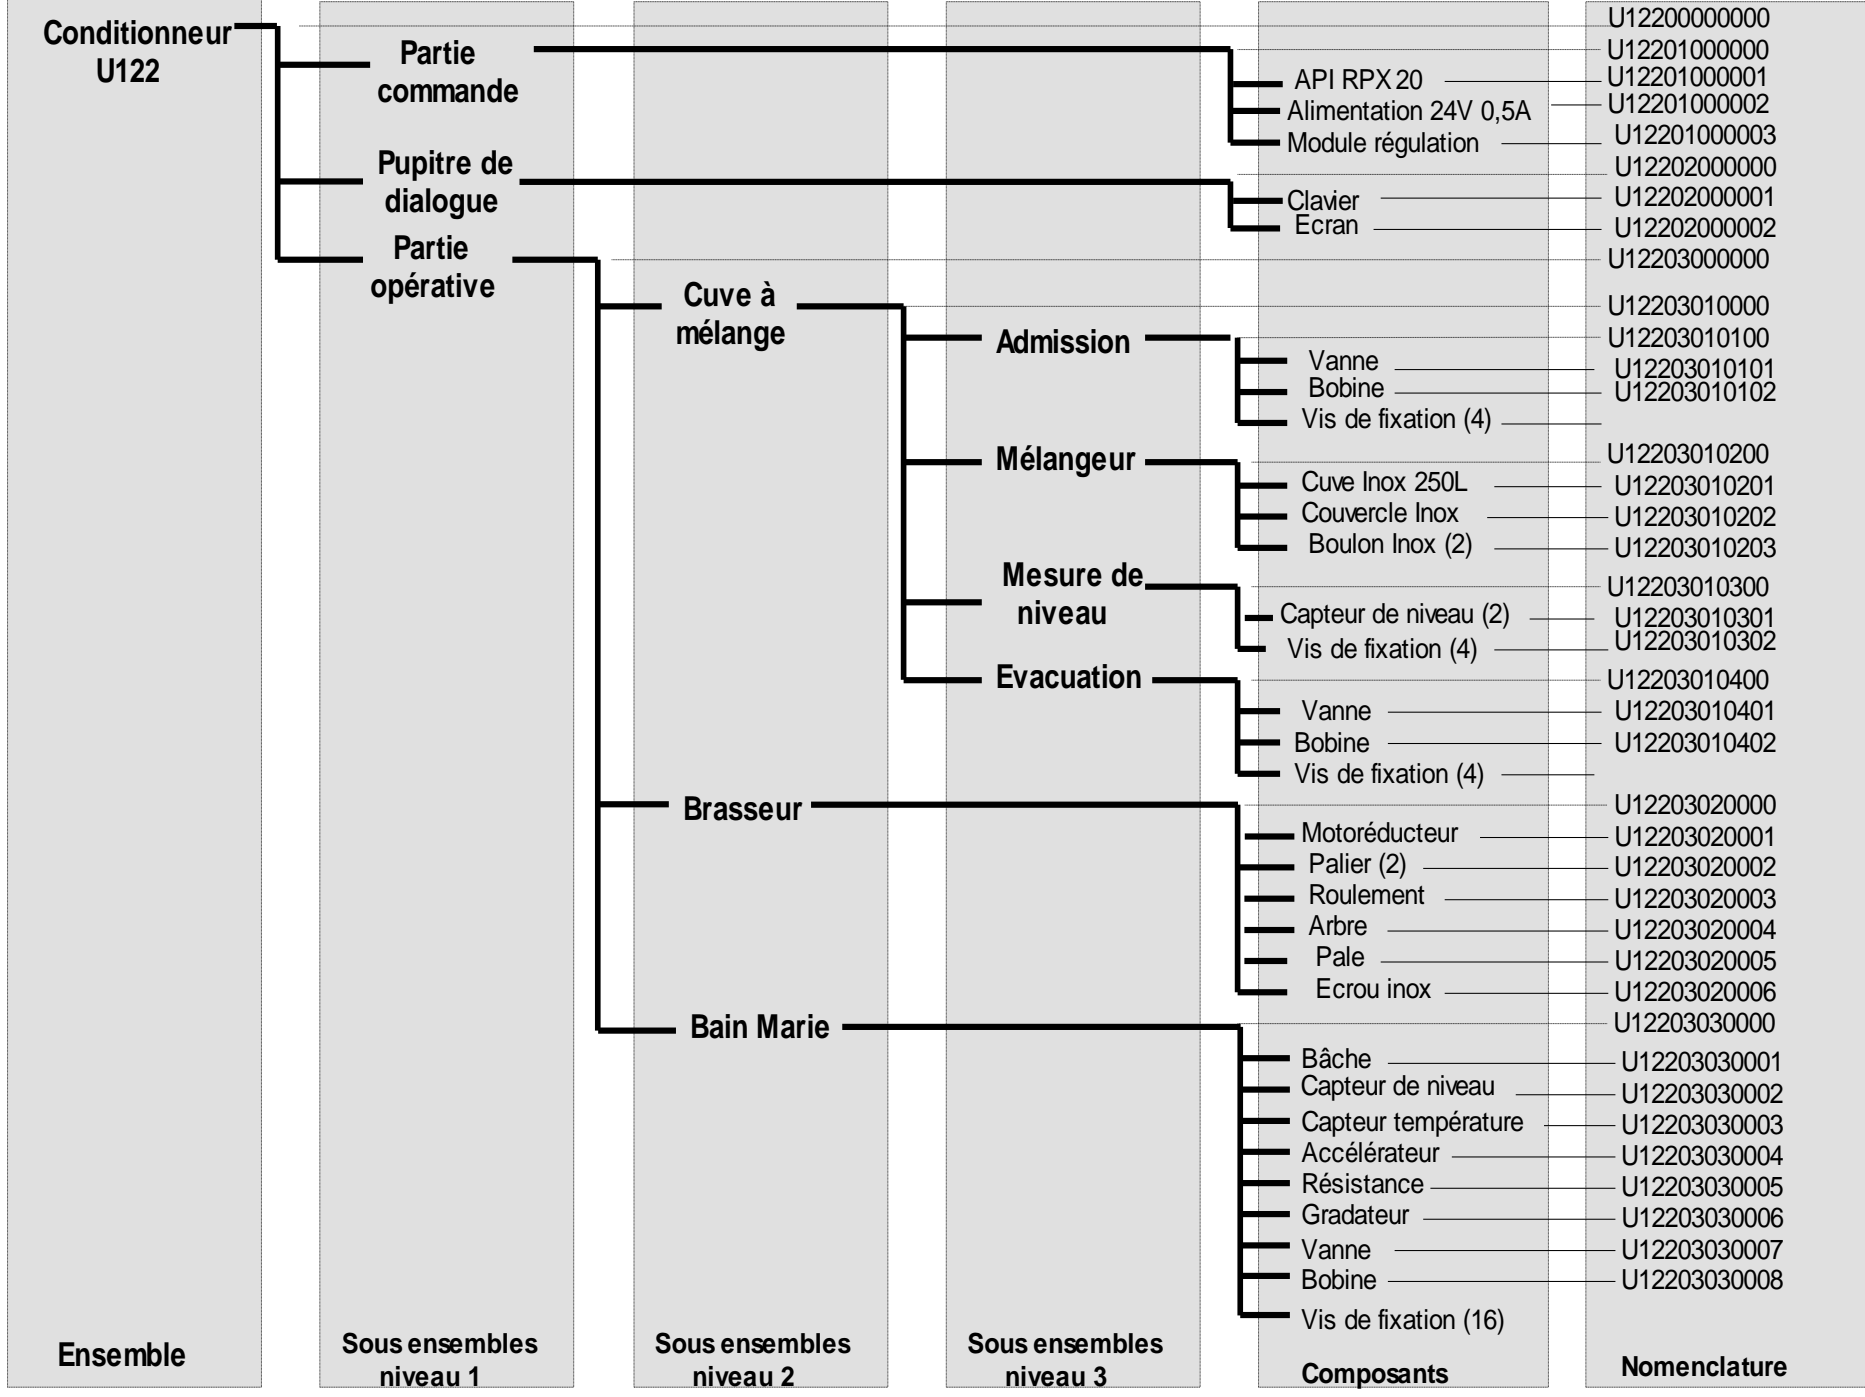 Conditionneur
U122
Partie
commande
Pupitre de
dialogue
Partie
opérative
Cuve à
mélange
Admission
Mélangeur
Mesure de
niveau
Evacuation
Brasseur
Bain Marie
U12200000000
U12201000000
API RPX 20 U12201000001
Alimentation 24V 0,5A U12201000002
Module régulation U12201000003
U12202000000
Clavier U12202000001
Ecran U12202000002
U12203000000
U12203010000
U12203010100
Vanne U12203010101
Bobine U12203010102
Vis de fixation (4)
U12203010200
Cuve Inox 250L U12203010201
Couvercle Inox U12203010202
Boulon Inox (2) U12203010203
U12203010300
Capteur de niveau (2) U12203010301
Vis de fixation (4) U12203010302
U12203010400
Vanne U12203010401
Bobine U12203010402
Vis de fixation (4)
U12203020000
Motoréducteur U12203020001
Palier (2) U12203020002
Roulement U12203020003
Arbre U12203020004
Pale U12203020005
Ecrou inox U12203020006
U12203030000
Bâche U12203030001
Capteur de niveau U12203030002
Capteur température U12203030003
Accélérateur U12203030004
Résistance U12203030005
Gradateur U12203030006
Vanne U12203030007
Bobine U12203030008
Vis de fixation (16)
Ensemble
Sous ensembles
niveau 1
Sous ensembles
niveau 2
Sous ensembles
niveau 3
Composants
Nomenclature